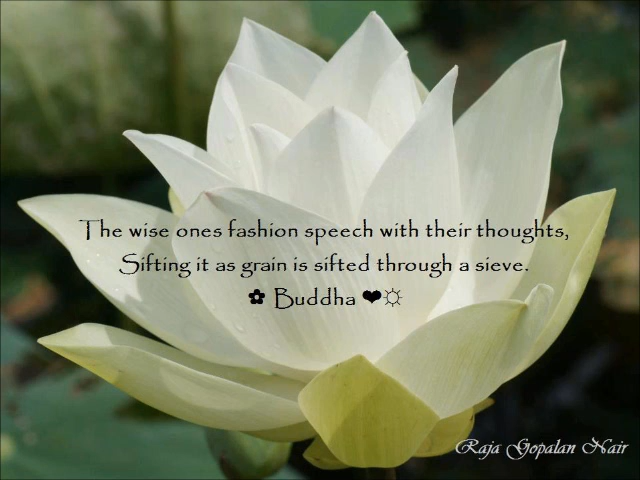 The wise ones fashion speech with their thoughts,
Sifting it as grain is sifted through a sieve.
✿ Buddha ❤☼
Raja Gopalan Nair